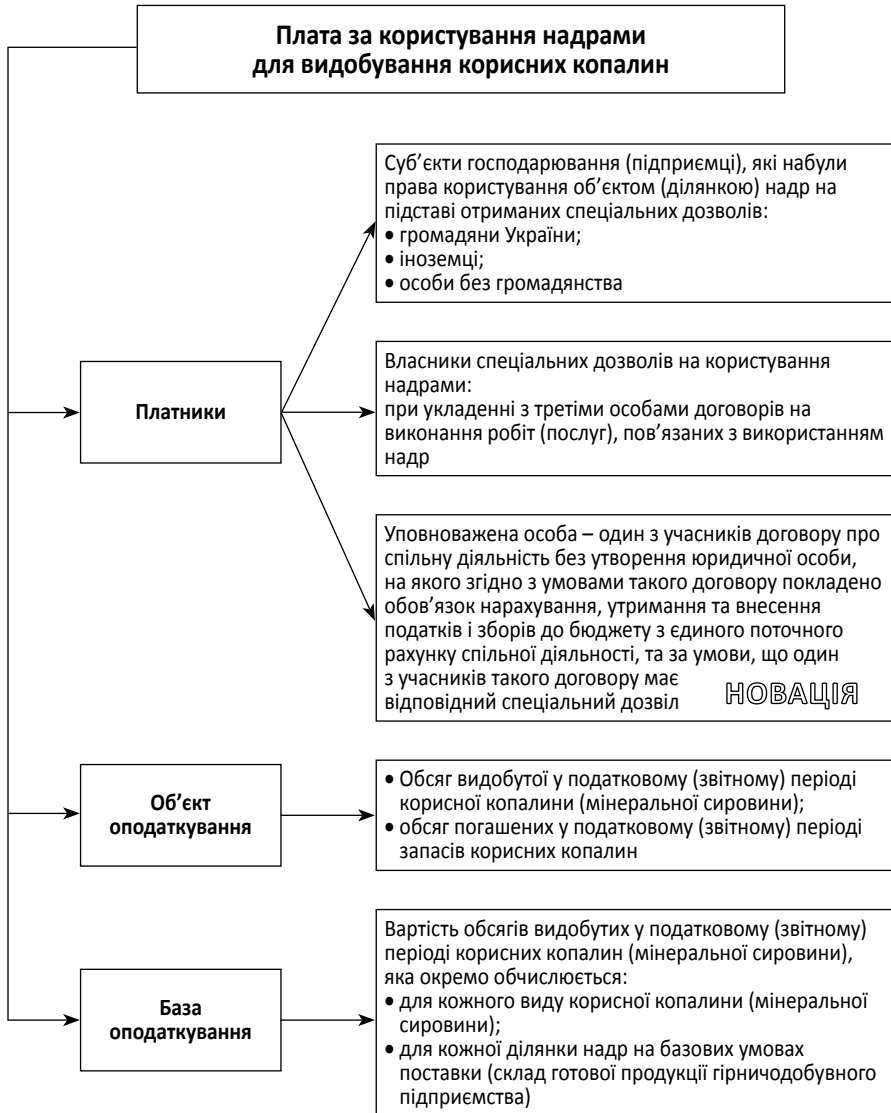 Плата за користування надрами
для видобування корисних копалин
Суб’єкти господарювання (підприємці), які набули
права користування об’єктом (ділянкою) надр на
підставі отриманих спеціальних дозволів:
• громадяни України;
• іноземці;
• особи без громадянства
Платники
Власники спеціальних дозволів на користування
надрами:
при укладенні з третіми особами договорів на
виконання робіт (послуг), пов’язаних з використанням
надр
Уповноважена особа – один з учасників договору про
спільну діяльність без утворення юридичної особи,
на якого згідно з умовами такого договору покладено
обов’язок нарахування, утримання та внесення
податків і зборів до бюджету з єдиного поточного
рахунку спільної діяльності, та за умови, що один
з учасників такого договору має
відповідний спеціальний дозвіл
НОВАЦІЯ
Об’єкт
оподаткування
• Обсяг видобутої у податковому (звітному) періоді
корисної копалини (мінеральної сировини);
• обсяг погашених у податковому (звітному) періоді
запасів корисних копалин
База
оподаткування
Вартість обсягів видобутих у податковому (звітному)
періоді корисних копалин (мінеральної сировини),
яка окремо обчислюється:
• для кожного виду корисної копалини (мінеральної
сировини);
• для кожної ділянки надр на базових умовах
поставки (склад готової продукції гірничодобувного
підприємства)